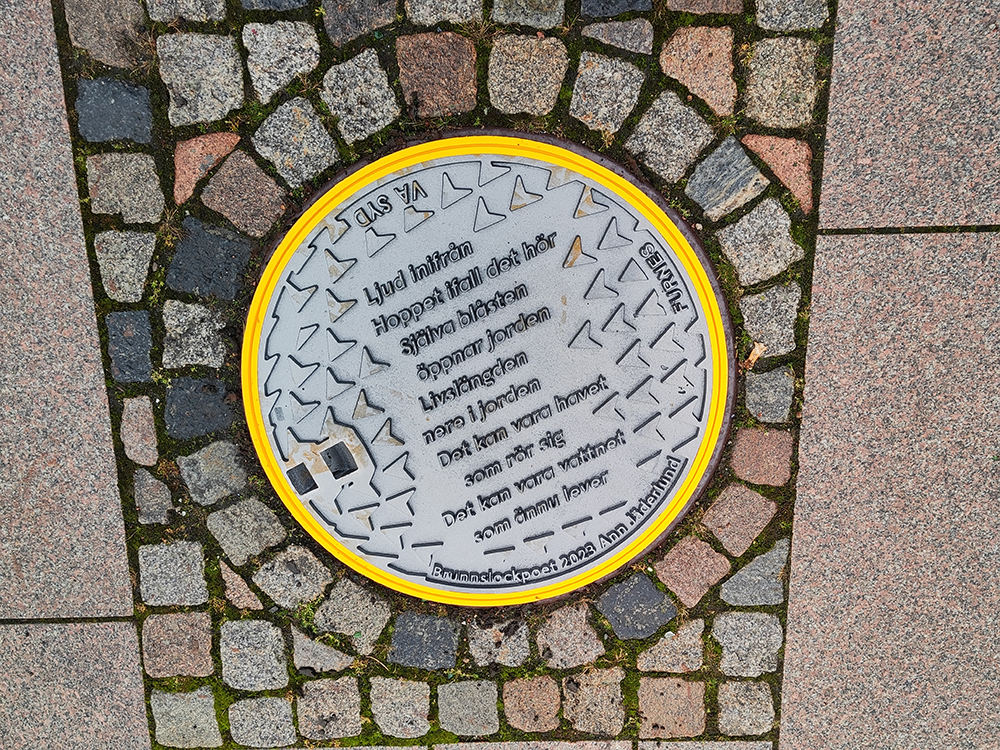 VA SYD
FURNES
Ljud inifrån
Hoppet ifall det hör
Själva blåsten
öppnar jorden
Livslängden
nere i jorden
Det kan vara havet
som rör sig
Det kan vara vattnet
som ännu lever
Brunnslockpoet 2023 Ann Jäderlund